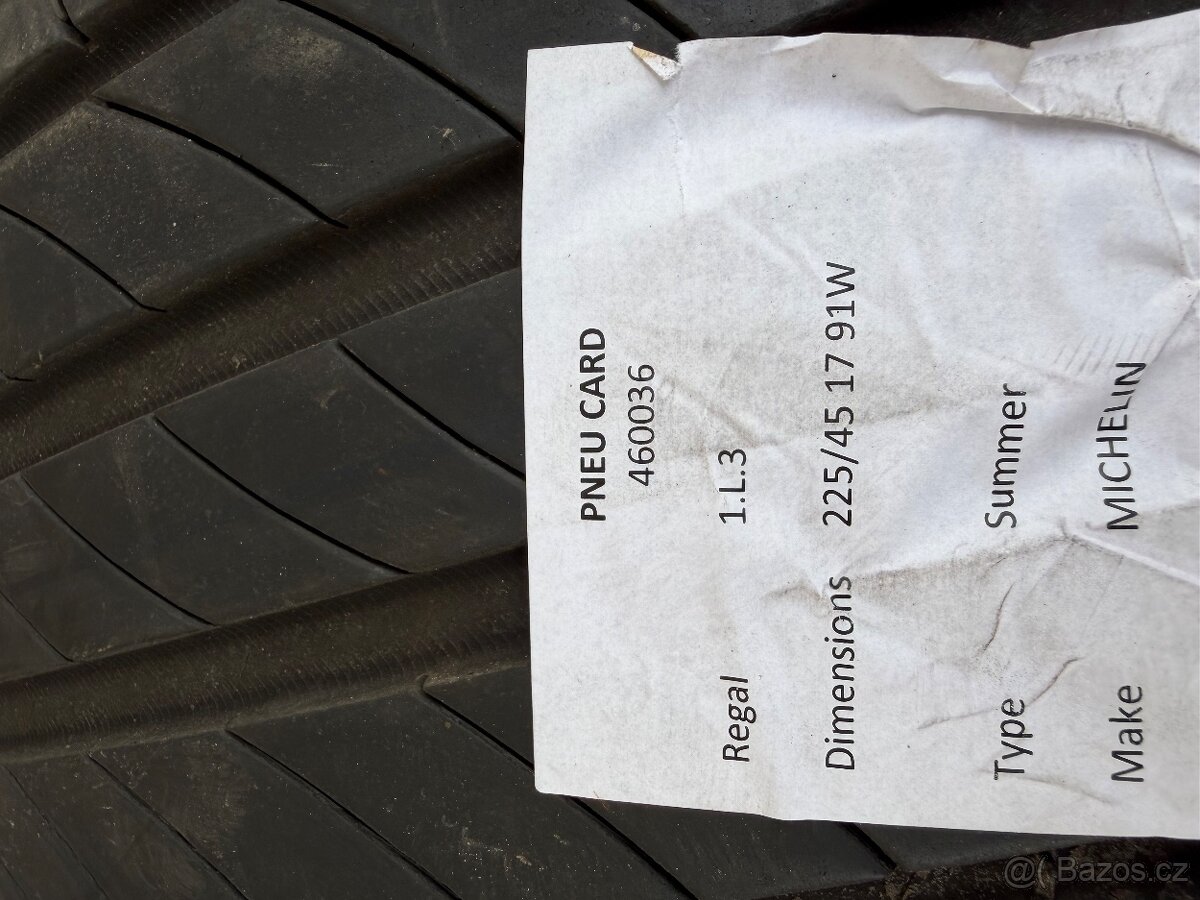 PNEU CARD
460036
Regal 1.L.3
Dimensions 225/45 17 91W
Type Summer
Make MICHELIN
@( Bazos.cz